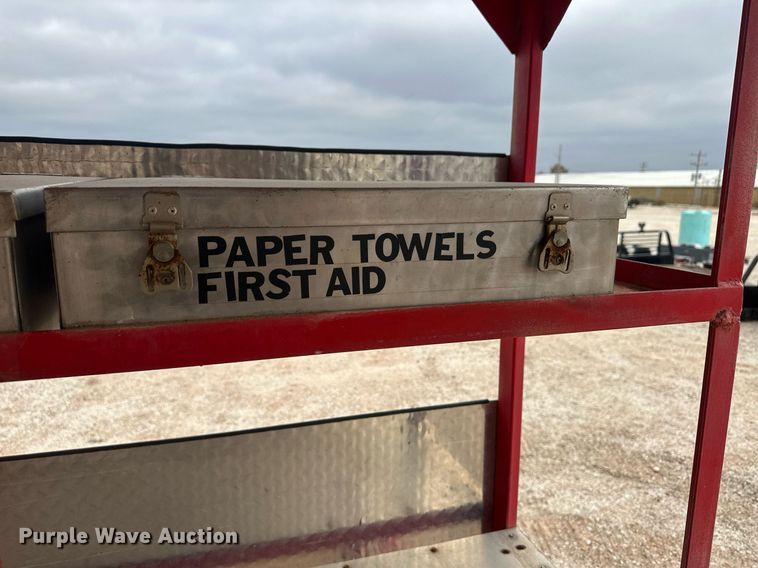 PAPER TOWELS
FIRST AID
Purple Wave Auction